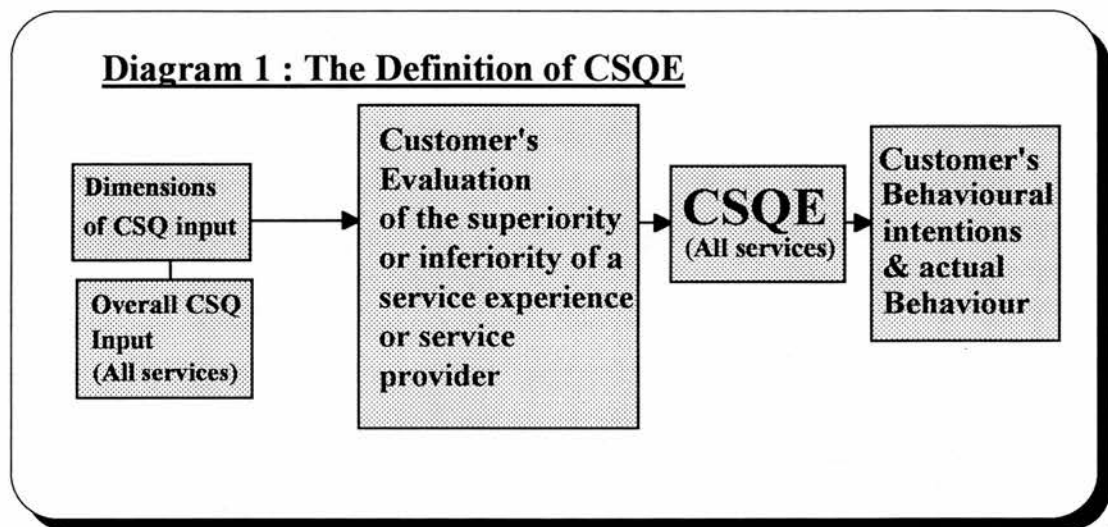 Diagram 1 : The Definition of CSQE
Dimensions
of CSQ input
Overall CSQ
Input
(All services)
Customer's
Evaluation
of the superiority
or inferiority of a
service experience
or service
provider
CSQE
(All services)
Customer's
Behavioural
intentions
& actual
Behaviour